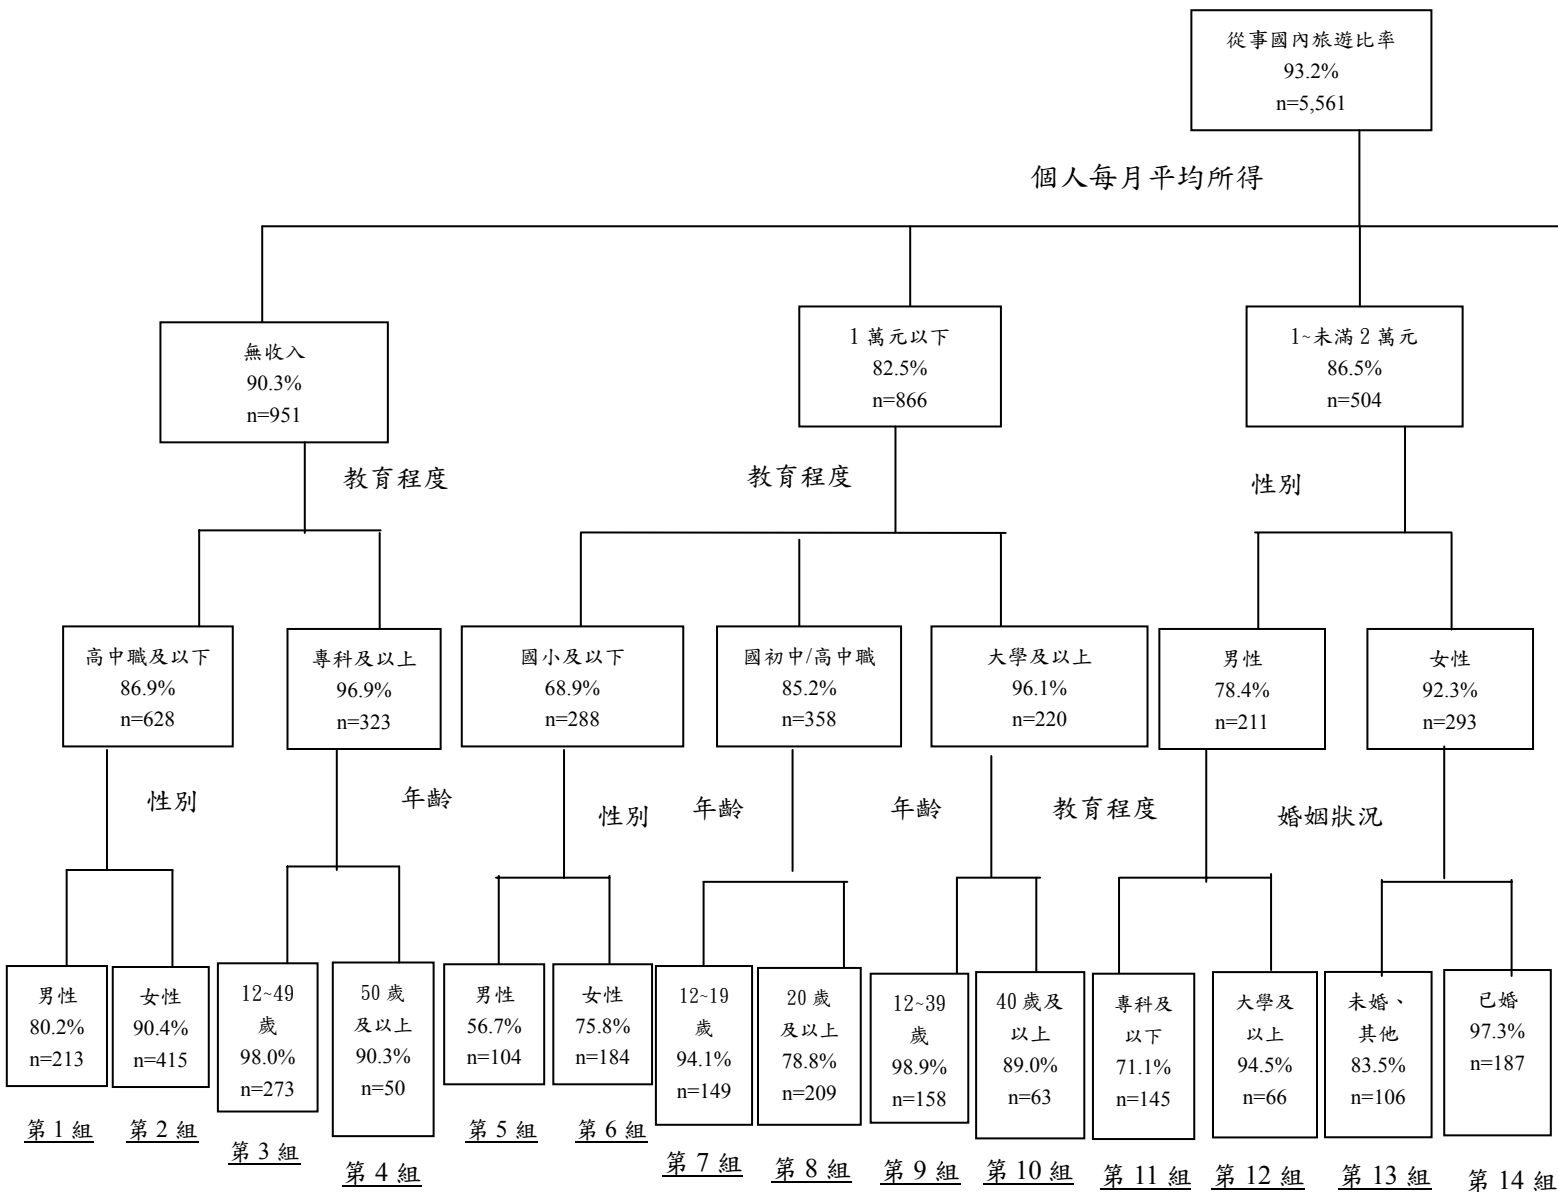 從事國內旅遊比率
93.2%
n=5,561
個人每月平均所得
無收入
90.3%
n=951
1 萬元以下
82.5%
n=866
1~未滿 2 萬元
86.5%
n=504
教育程度
教育程度
性別
高中職及以下
86.9%
n=628
專科及以上
96.9%
n=323
國小及以下
68.9%
n=288
國初中/高中職
85.2%
n=358
大學及以上
96.1%
n=220
男性
78.4%
n=211
女性
92.3%
n=293
性別
年齡
性別
年齡
年齡
教育程度
婚姻狀況
男性
80.2%
n=213
女性
90.4%
n=415
12~49
歲
98.0%
n=273
50 歲
及以上
90.3%
n=50
男性
56.7%
n=104
女性
75.8%
n=184
12~19
歲
94.1%
n=149
20 歲
及以上
78.8%
n=209
12~39
歲
98.9%
n=158
40 歲及
以上
89.0%
n=63
專科及
以下
71.1%
n=145
大學及
以上
94.5%
n=66
未婚、
其他
83.5%
n=106
已婚
97.3%
n=187
第 1 組
第 2 組
第 3 組
第 4 組
第 5 組
第 6 組
第 7 組
第 8 組
第 9 組
第 10 組
第 11 組
第 12 組
第 13 組
第 14 組